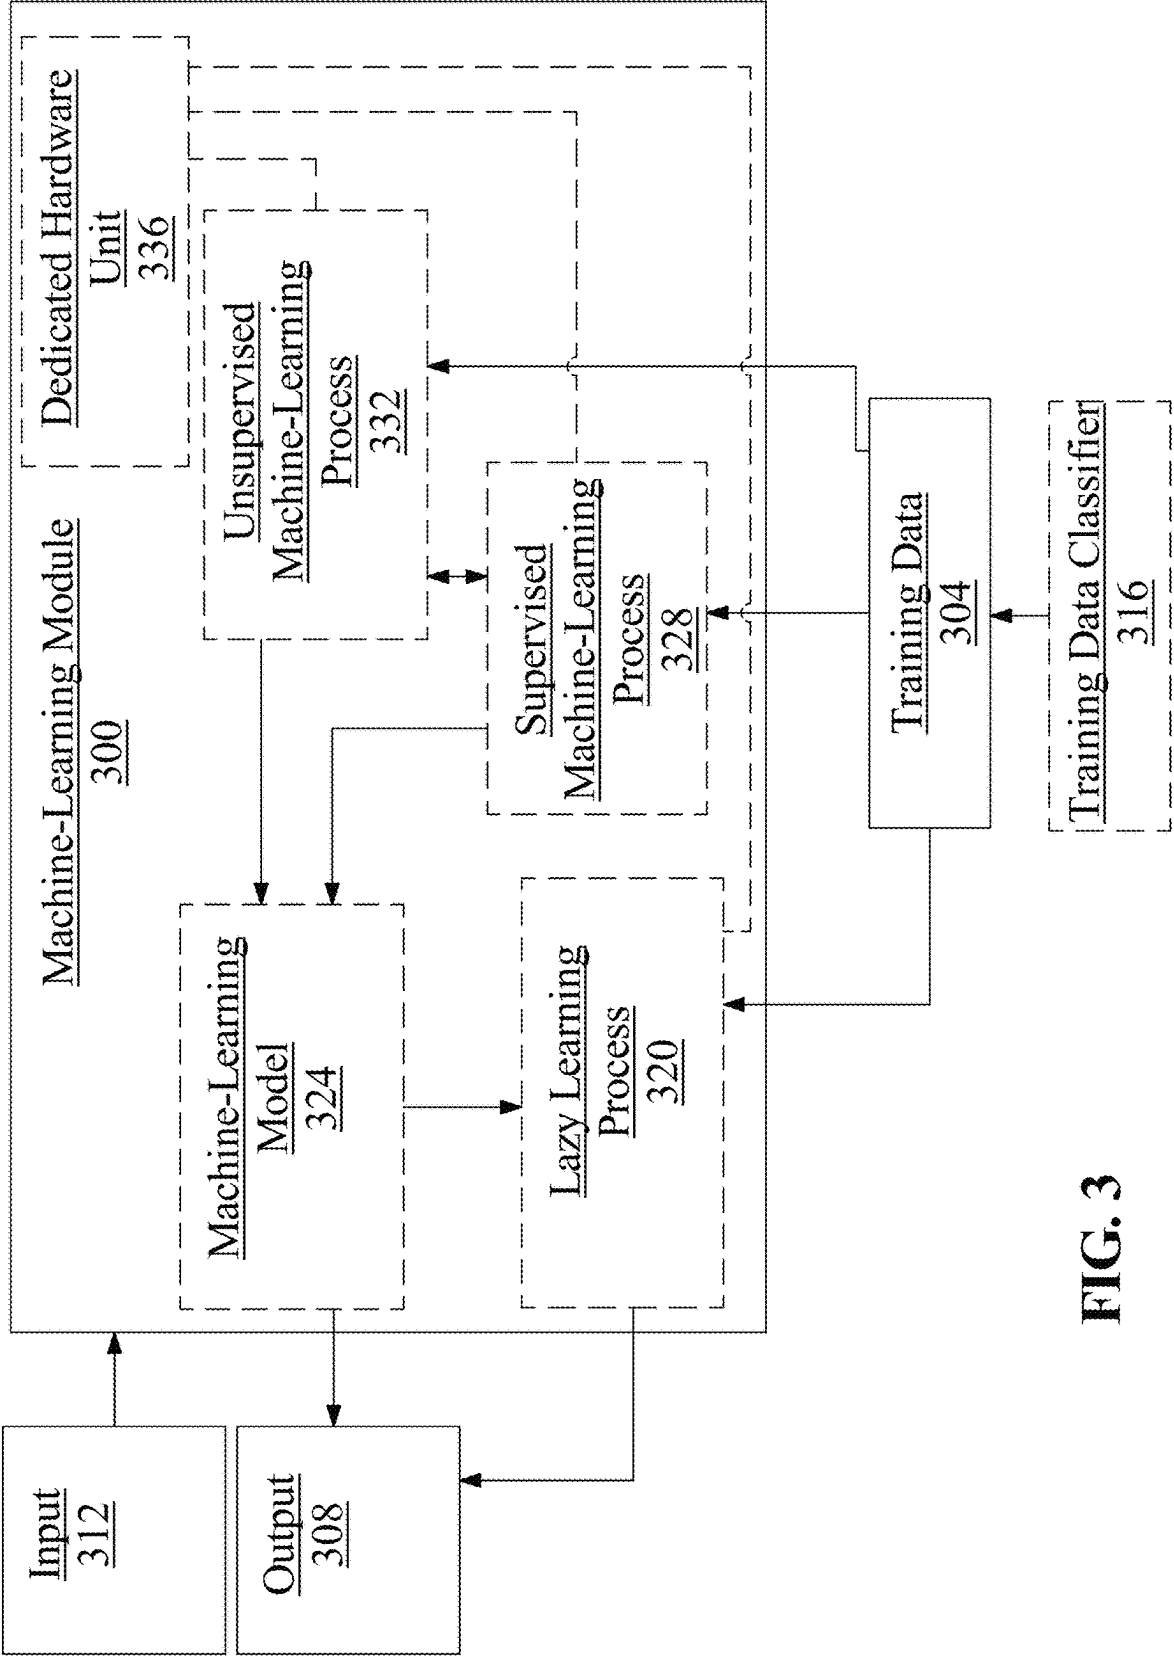 Machine-Learning Module
300
Dedicated Hardware
Unit
336
Input
312
Output
308
Machine-Learning
Model
324
Unsupervised
Machine-Learning
Process
332
Lazy Learning
Process
320
Supervised
Machine-Learning
Process
328
Training Data
304
Training Data Classifier
316
FIG. 3